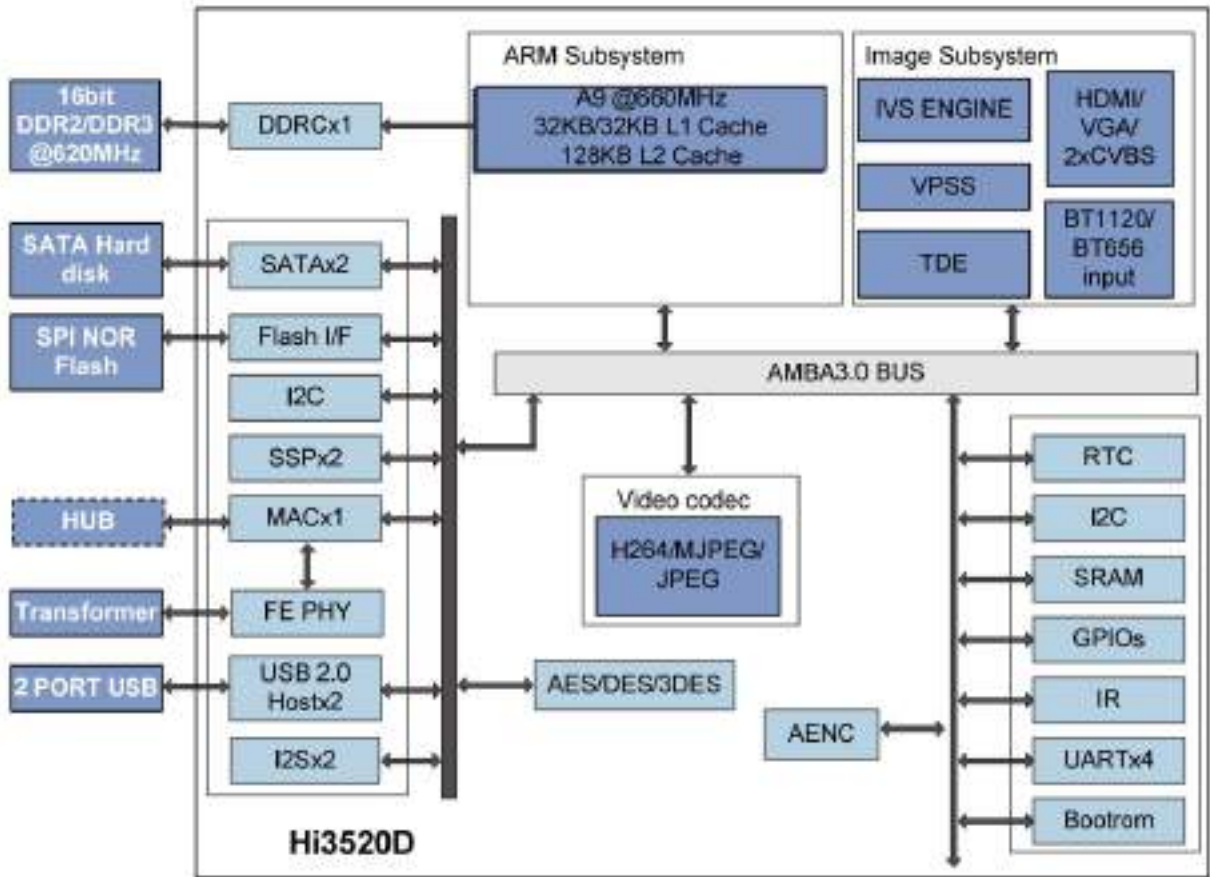 ARM Subsystem
A9 @660MHz
32KB/32KB L1 Cache
128KB L2 Cache
Image Subsystem
IVS ENGINE
VPSS
TDE
HDMI/
VGA/
2xCVBS
BT1120/
BT656
input
16bit
DDR2/DDR3
@620MHz
DDRCx1
SATA Hard
disk
SATAx2
SPI NOR
Flash
Flash I/F
I2C
SSPx2
HUB
MACx1
Transformer
FE PHY
2 PORT USB
USB 2.0
Hostx2
I2Sx2
AMBA3.0 BUS
Video codec
H264/MJPEG/
JPEG
AES/DES/3DES
AENC
RTC
I2C
SRAM
GPIOs
IR
UARTx4
Bootrom
Hi3520D